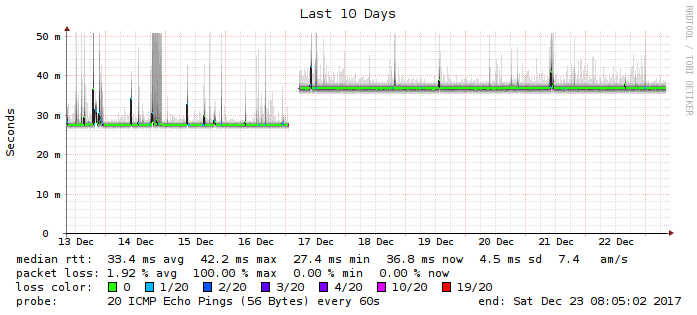 Last 10 Days
RRDTOOL / TOBI OETIKER
Seconds
50 m
40 m
30 m
20 m
10 m
0
13 Dec 14 Dec 15 Dec 16 Dec 17 Dec 18 Dec 19 Dec 20 Dec 21 Dec 22 Dec
median rtt: 33.4 ms avg 42.2 ms max 27.4 ms min 36.8 ms now 4.5 ms sd 7.4 am/s
packet loss: 1.92 % avg 100.00 % max 0.00 % min 0.00 % now
loss color: 0 1/20 2/20 3/20 4/20 10/20 19/20
probe: 20 ICMP Echo Pings (56 Bytes) every 60s end: Sat Dec 23 08:05:02 2017